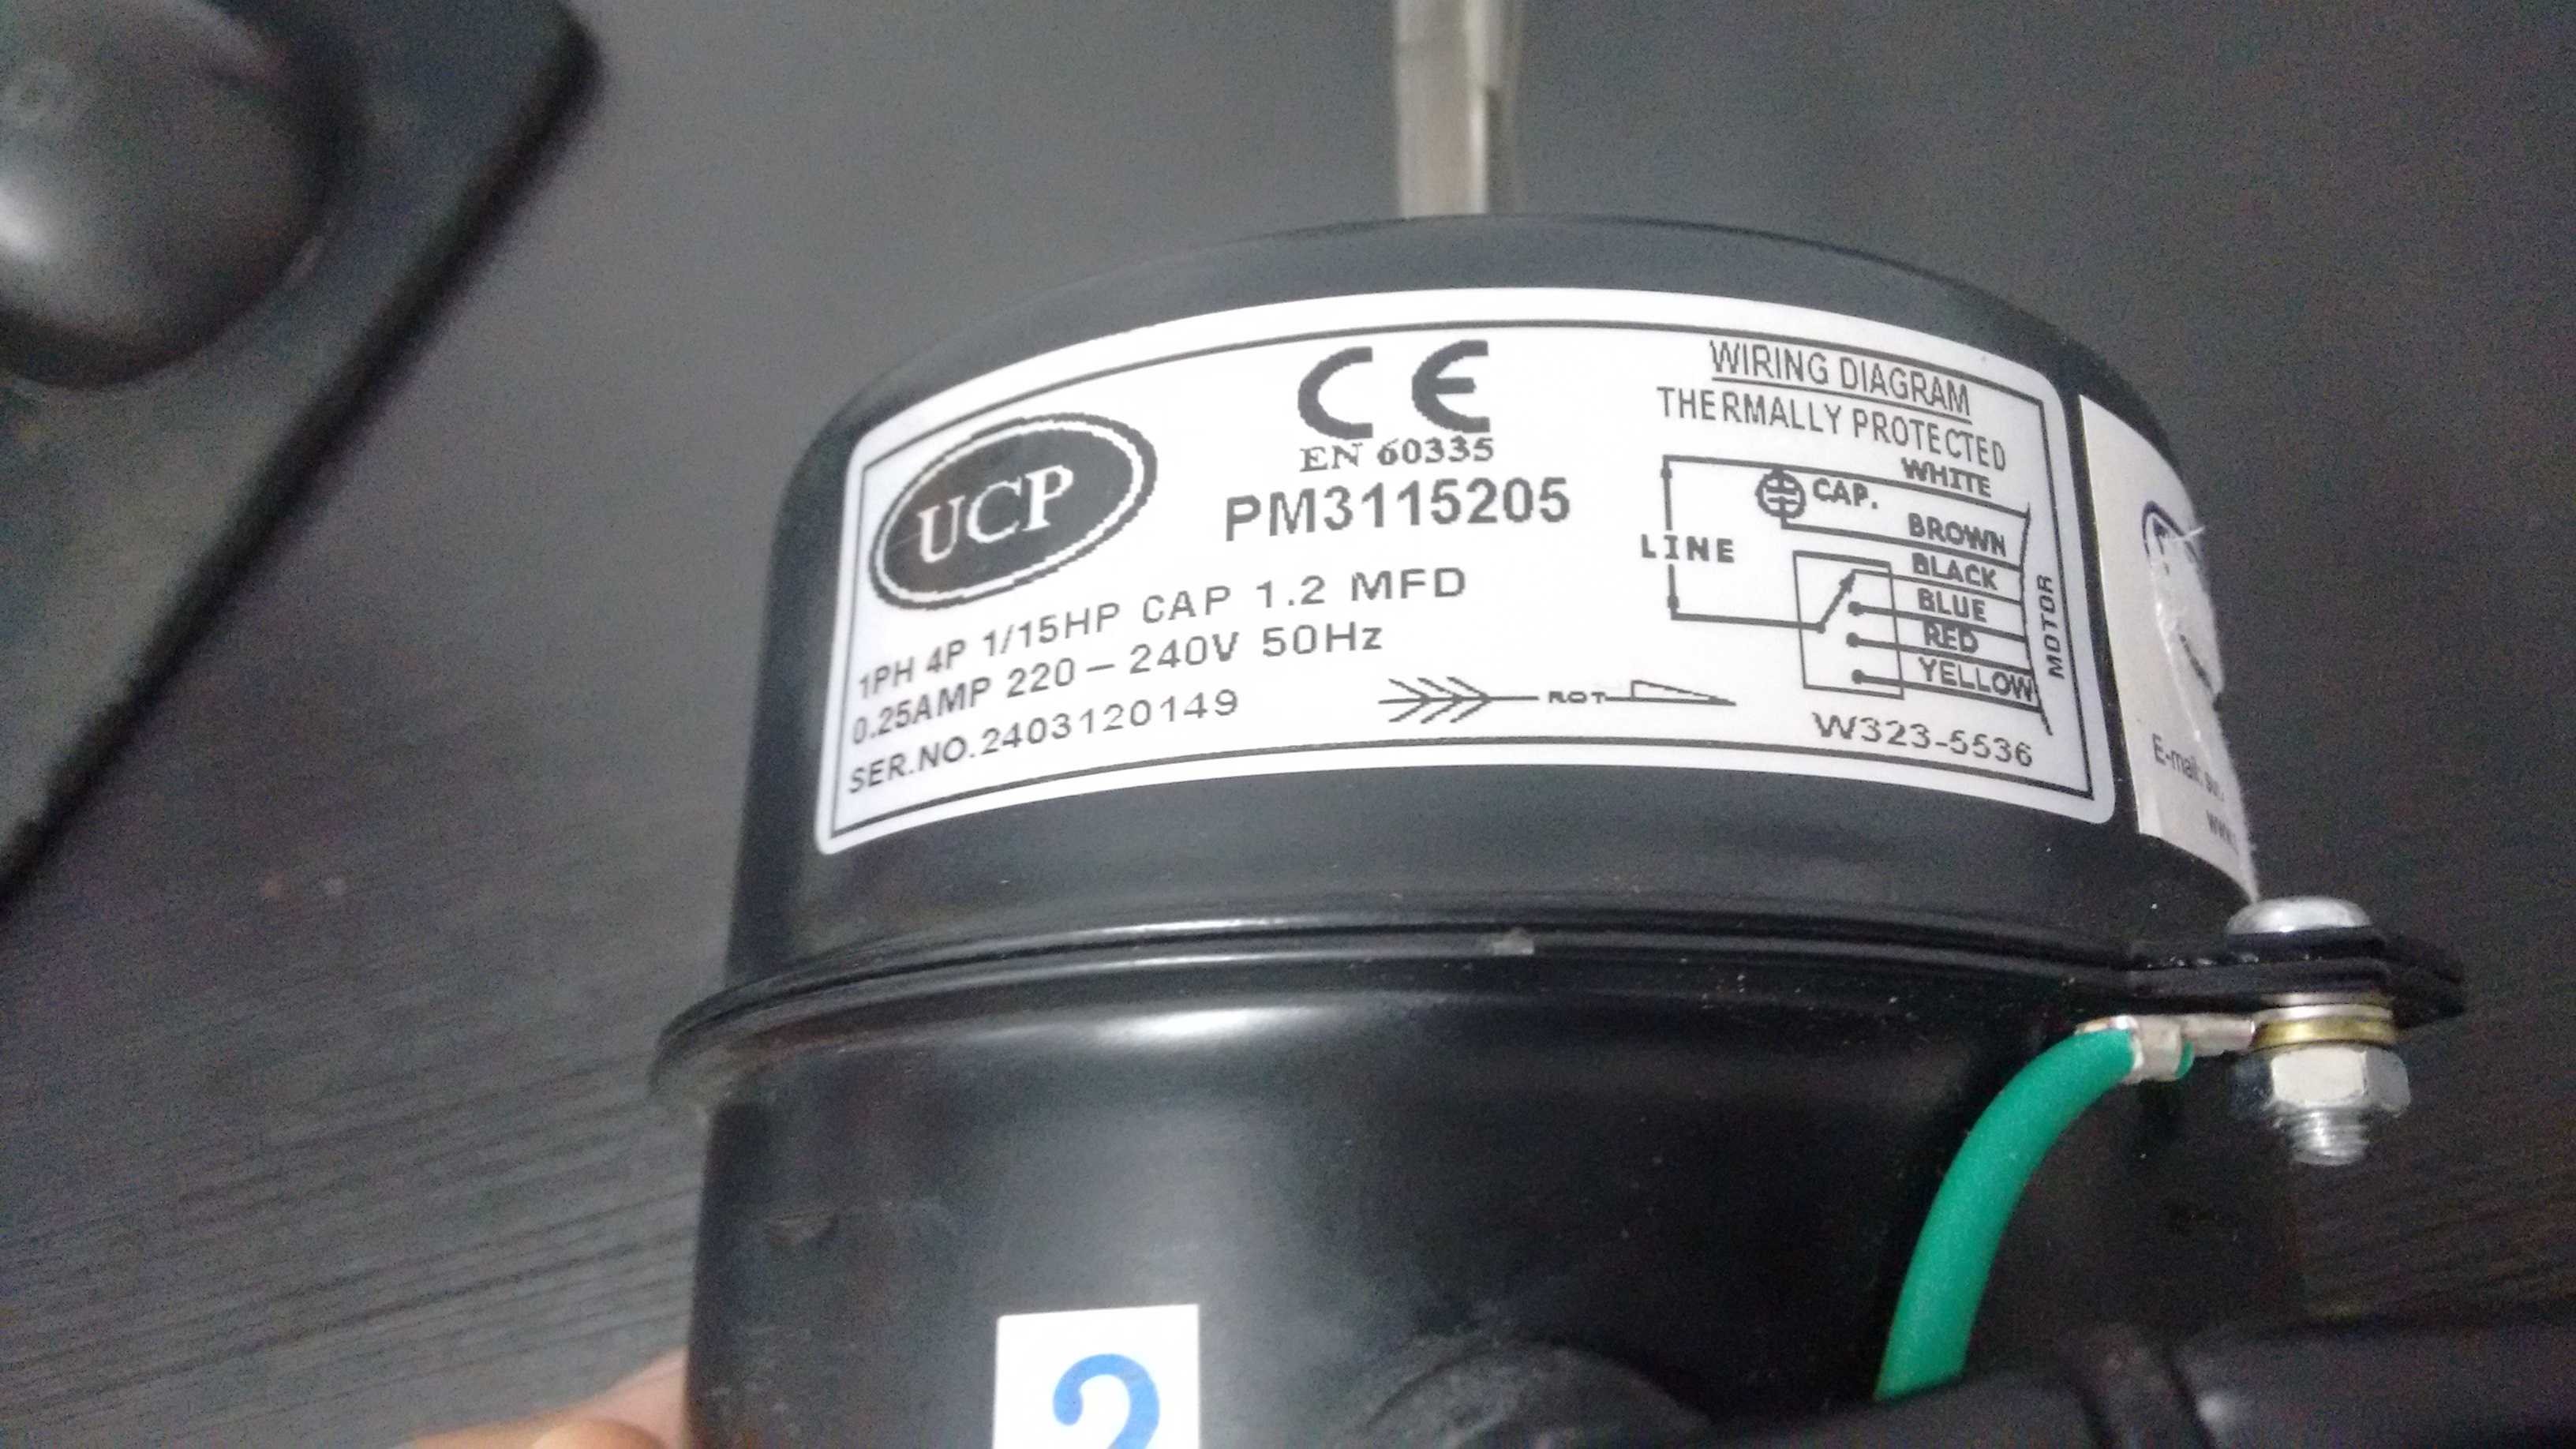 UCP
CE
EN 60335
PM3115205
1PH 4P 1/15HP CAP 1.2 MFD
0.25AMP 220 – 240V 50Hz
SER.NO.2403120149
ROT
WIRING DIAGRAM
THERMALLY PROTECTED
WHITE
CAP.
BROWN
LINE
BLACK
BLUE
RED
YELLOW
MOTOR
W323-5536
E-mail:
2